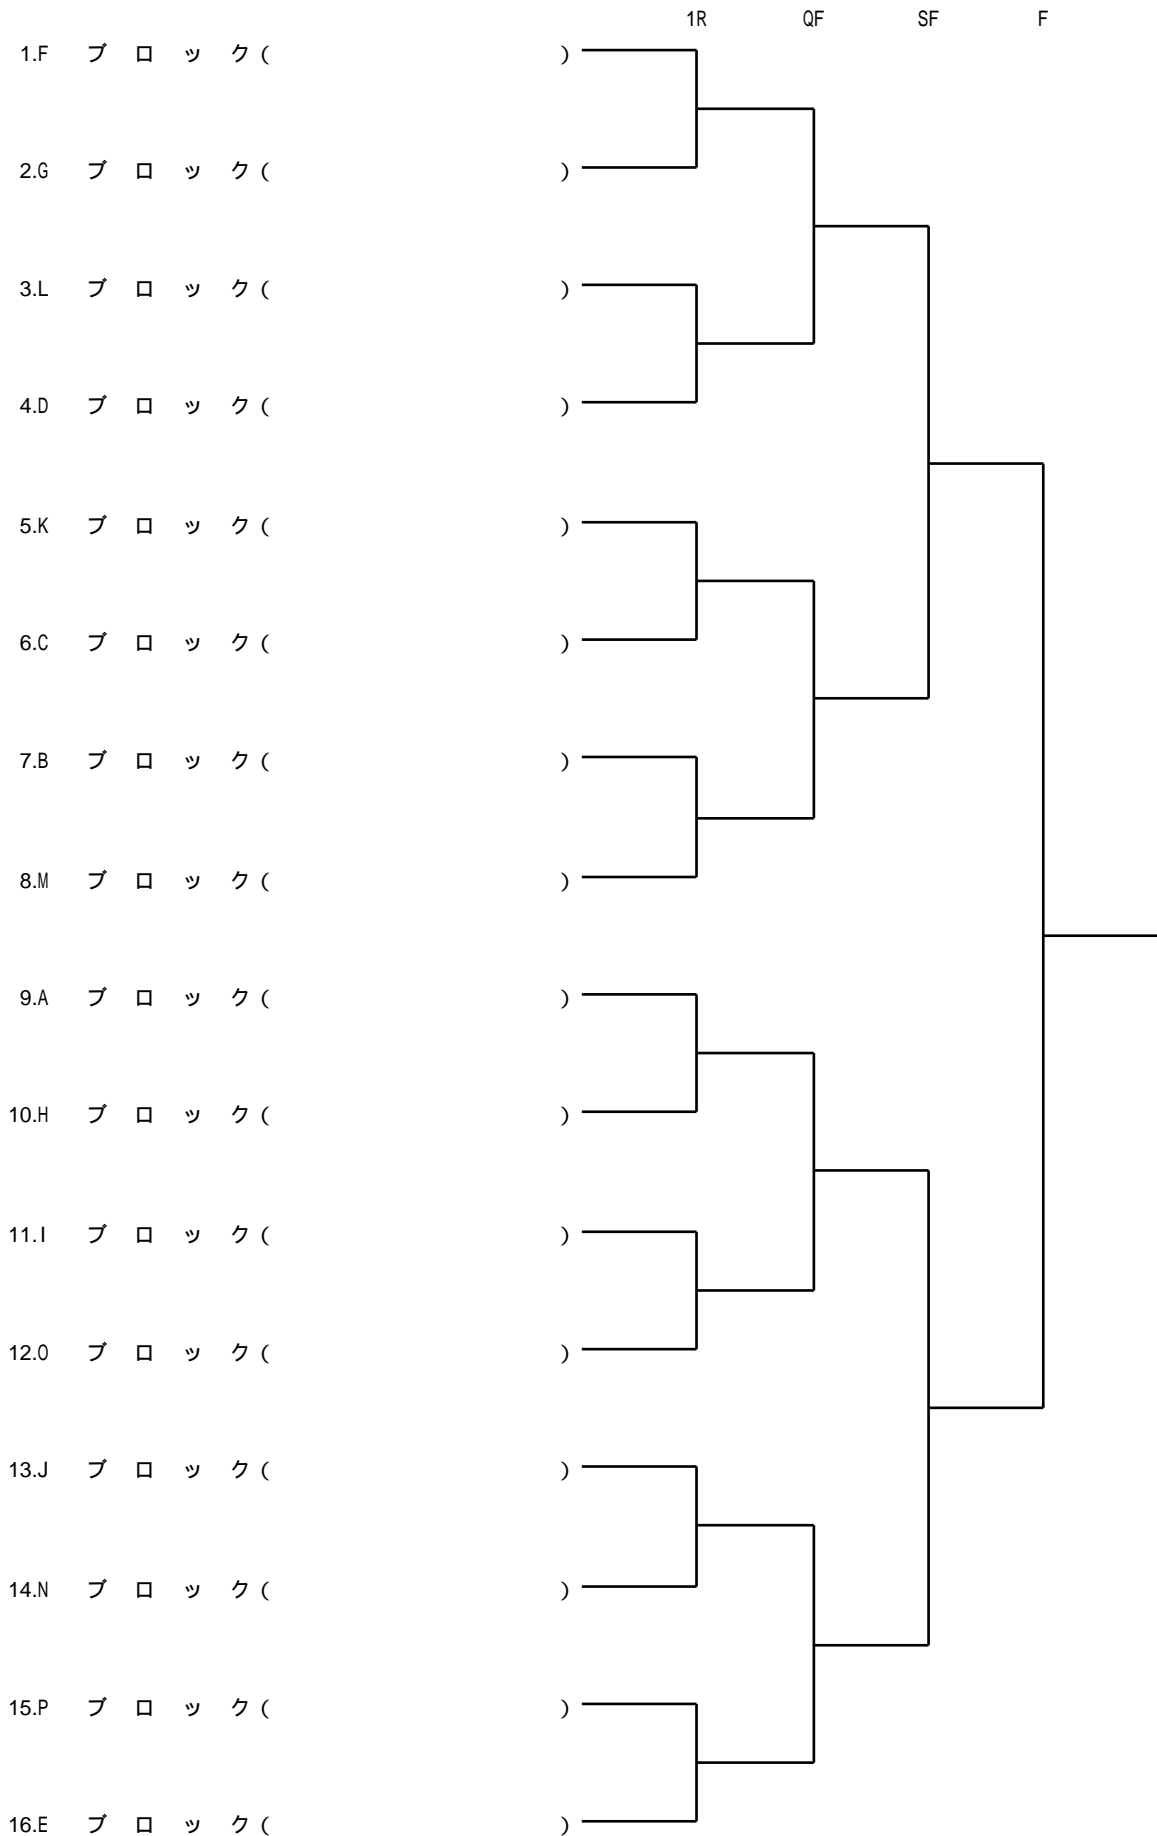 1R QF SF F
1.F ブロック( )
2.G ブロック( )
3.L ブロック( )
4.D ブロック( )
5.K ブロック( )
6.C ブロック( )
7.B ブロック( )
8.M ブロック( )
9.A ブロック( )
10.H ブロック( )
11.I ブロック( )
12.O ブロック( )
13.J ブロック( )
14.N ブロック( )
15.P ブロック( )
16.E ブロック( )